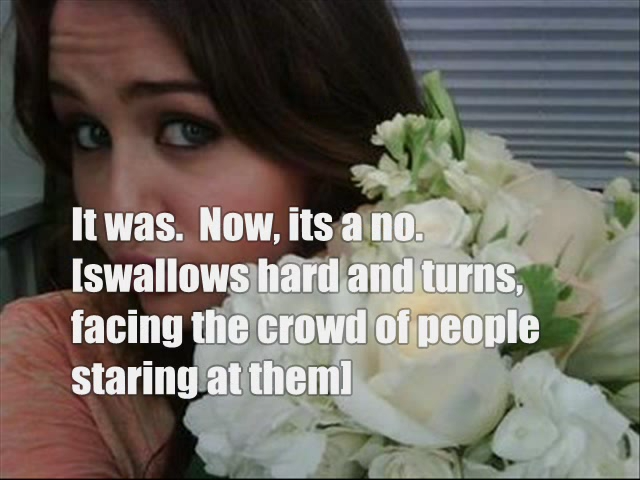 It was.  Now, its a no.
[swallows hard and turns,
facing the crowd of people
staring at them]